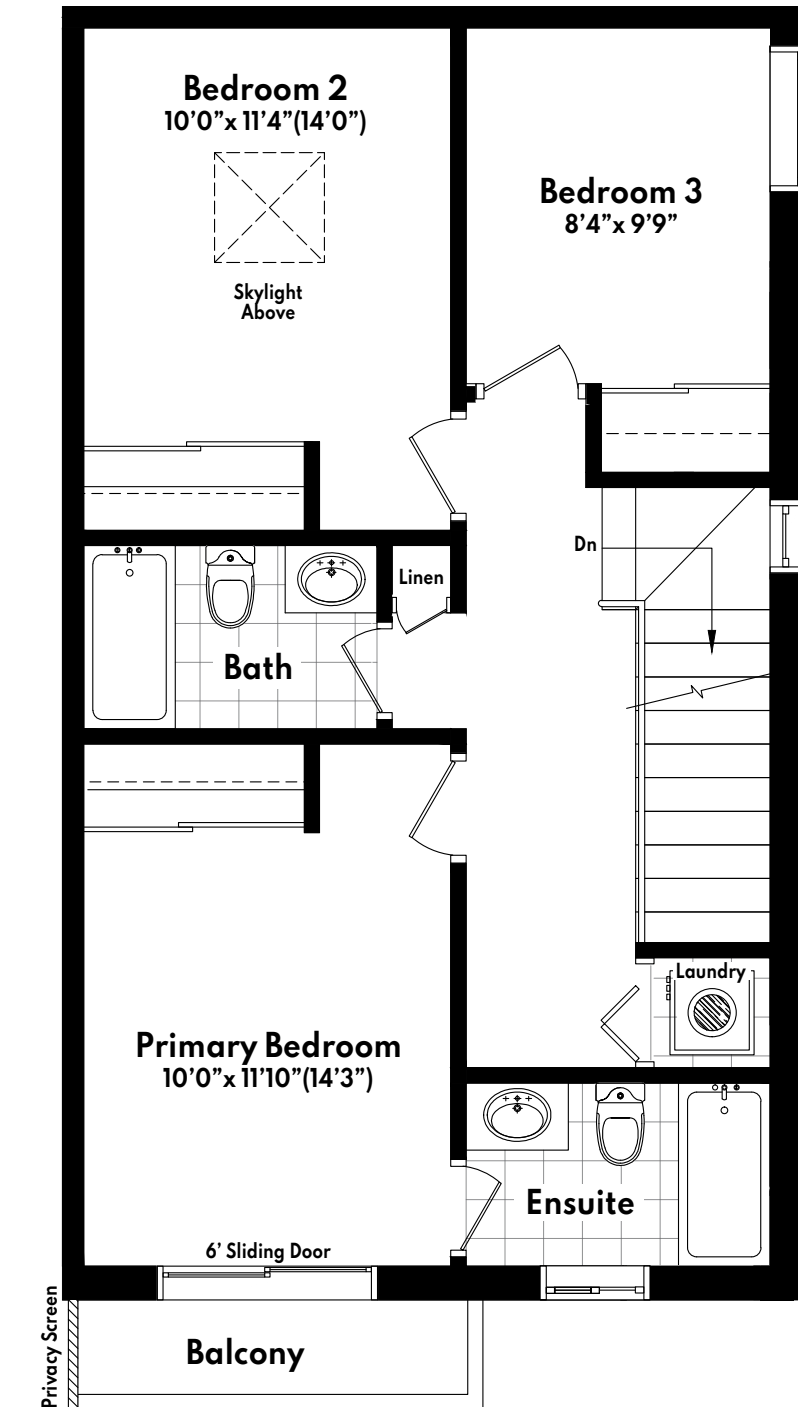 Bedroom 2
10’0”x 11’4”(14’0”)
Skylight
Above
Bedroom 3
8’4”x 9’9”
Dn
Linen
Bath
Laundry
Primary Bedroom
10’0”x 11’10”(14’3”)
Ensuite
6’ Sliding Door
Privacy Screen
Balcony